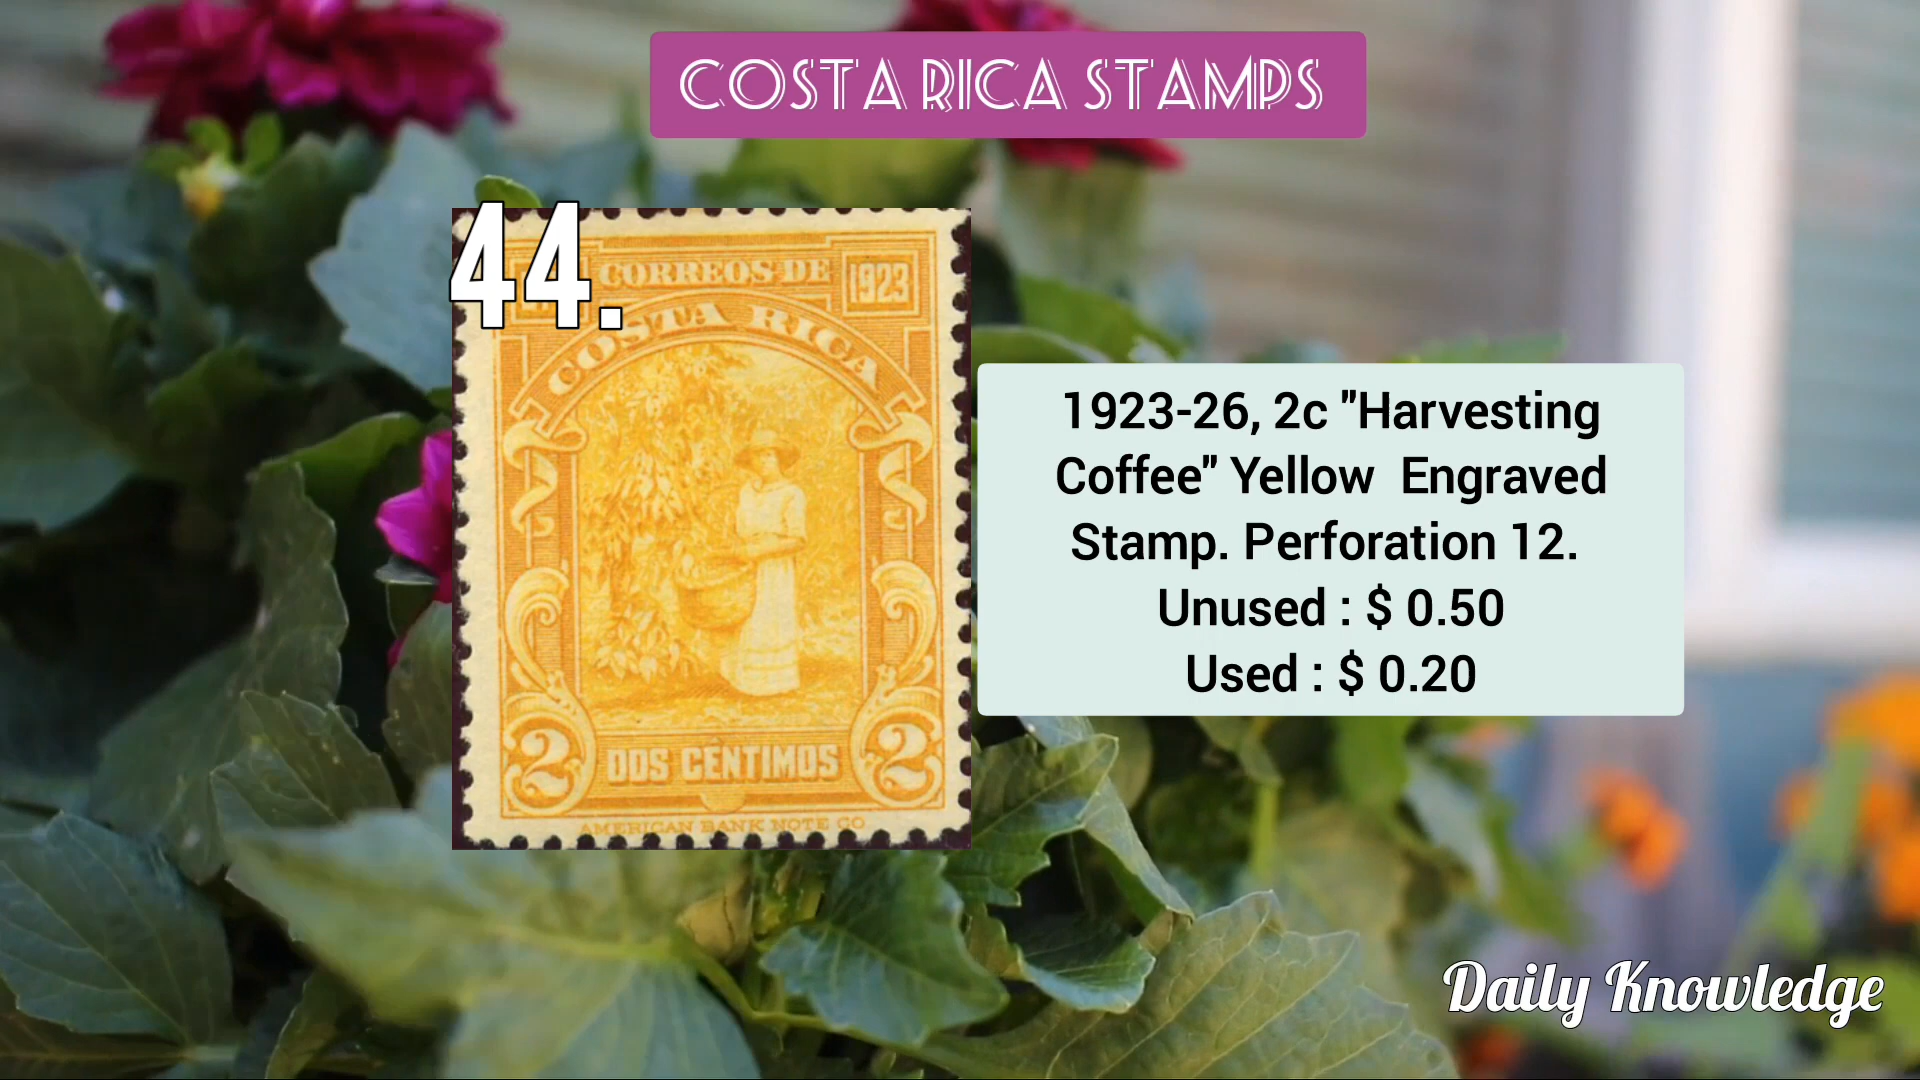 COSTA RICA STAMPS
44.
CORREOS DE
1923
COSTA RICA
2
DOS CENTIMOS
2
AMERICAN BANK NOTE CO
1923-26, 2c "Harvesting
Coffee" Yellow Engraved
Stamp. Perforation 12.
Unused : $ 0.50
Used : $ 0.20
Daily Knowledge